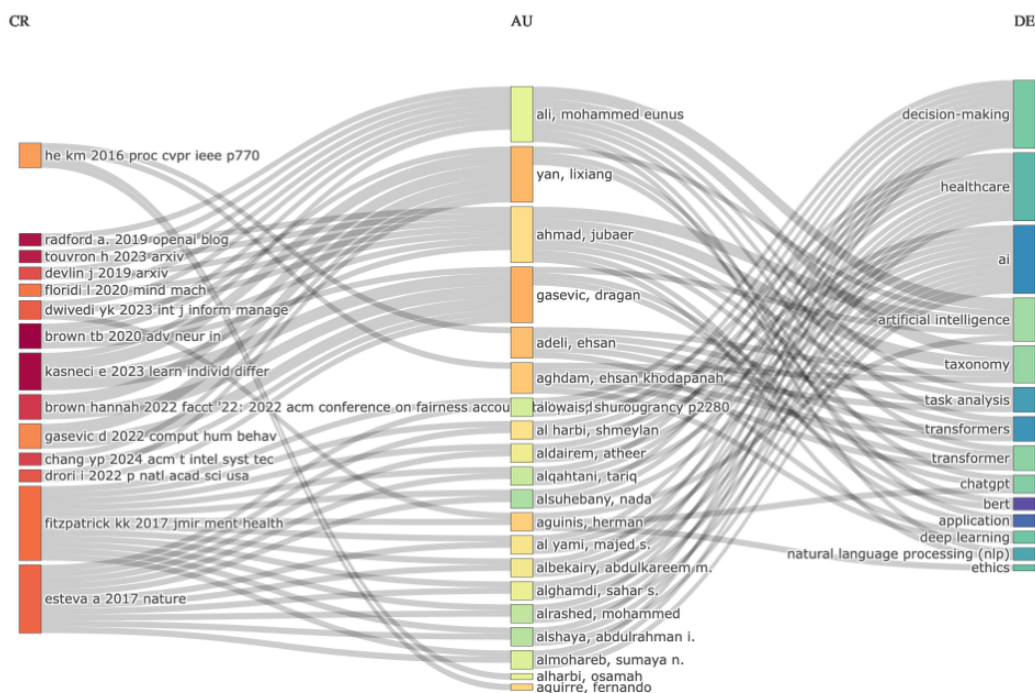 CR
AU
DE
he km 2016 proc cvpr ieee p770
radford a. 2019 openai blog
touvron h 2023 arxiv
devlin j 2019 arxiv
floridi l 2020 mind mach
dwivedi yk 2023 int j inform manage
brown tb 2020 adv neur in
kasneci e 2023 learn individ differ
brown hannah 2022 facct '22: 2022 acm conference on fairness p2280
gasevic d 2022 comput hum behav
chang yp 2024 acm t intel syst tec
drori i 2022 p natl acad sci usa
fitzpatrick kk 2017 jmir ment health
esteva a 2017 nature
ali, mohammed eunus
yan, lixiang
ahmad, jubaer
gasevic, dragan
adeli, ehsan
aghdam, ehsan khodapanah
al harbi, shmeylan
aldairem, atheer
alqahtani, tariq
alsuhebany, nada
aguinis, herman
al yami, majed s.
albekairy, abdulkareem m.
alghamdi, sahar s.
alrashed, mohammed
alshaya, abdulrahman i.
almohareb, sumaya n.
alharbi, osamah
aguirre, fernando
decision-making
healthcare
ai
artificial intelligence
taxonomy
task analysis
transformers
transformer
chatgpt
bert
application
deep learning
natural language processing (nlp)
ethics